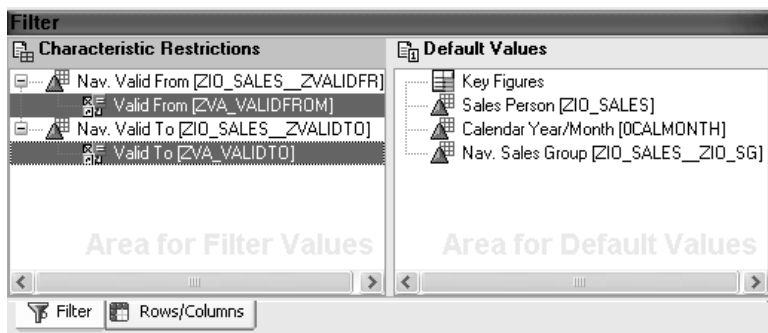 Filter
Characteristic Restrictions
Nav. Valid From [ZIO_SALES__ZVALIDFR]
Valid From [ZVA_VALIDFROM]
Nav. Valid To [ZIO_SALES__ZVALIDTO]
Valid To [ZVA_VALIDTO]
Area for Filter Values
Default Values
Key Figures
Sales Person [ZIO_SALES]
Calendar Year/Month [0CALMONTH]
Nav. Sales Group [ZIO_SALES__ZIO_SG]
Area for Default Values
Filter
Rows/Columns